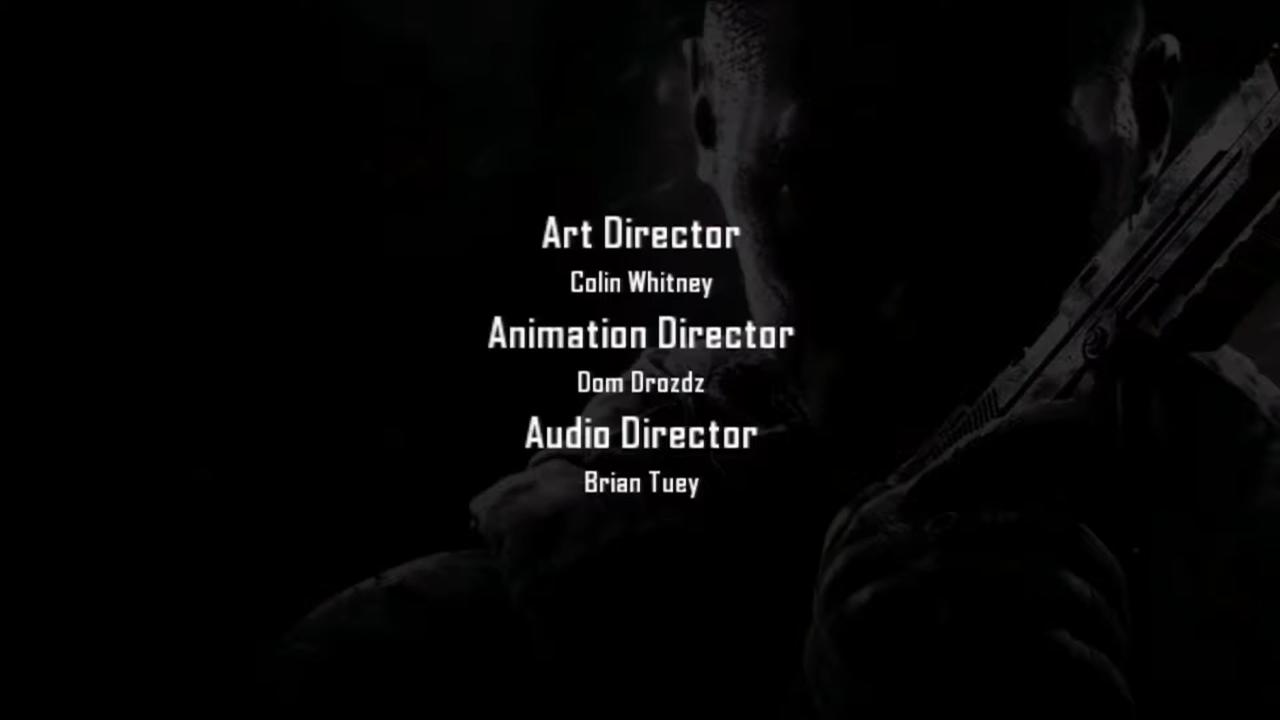 Art Director
Colin Whitney
Animation Director
Dom Drozdz
Audio Director
Brian Tuey